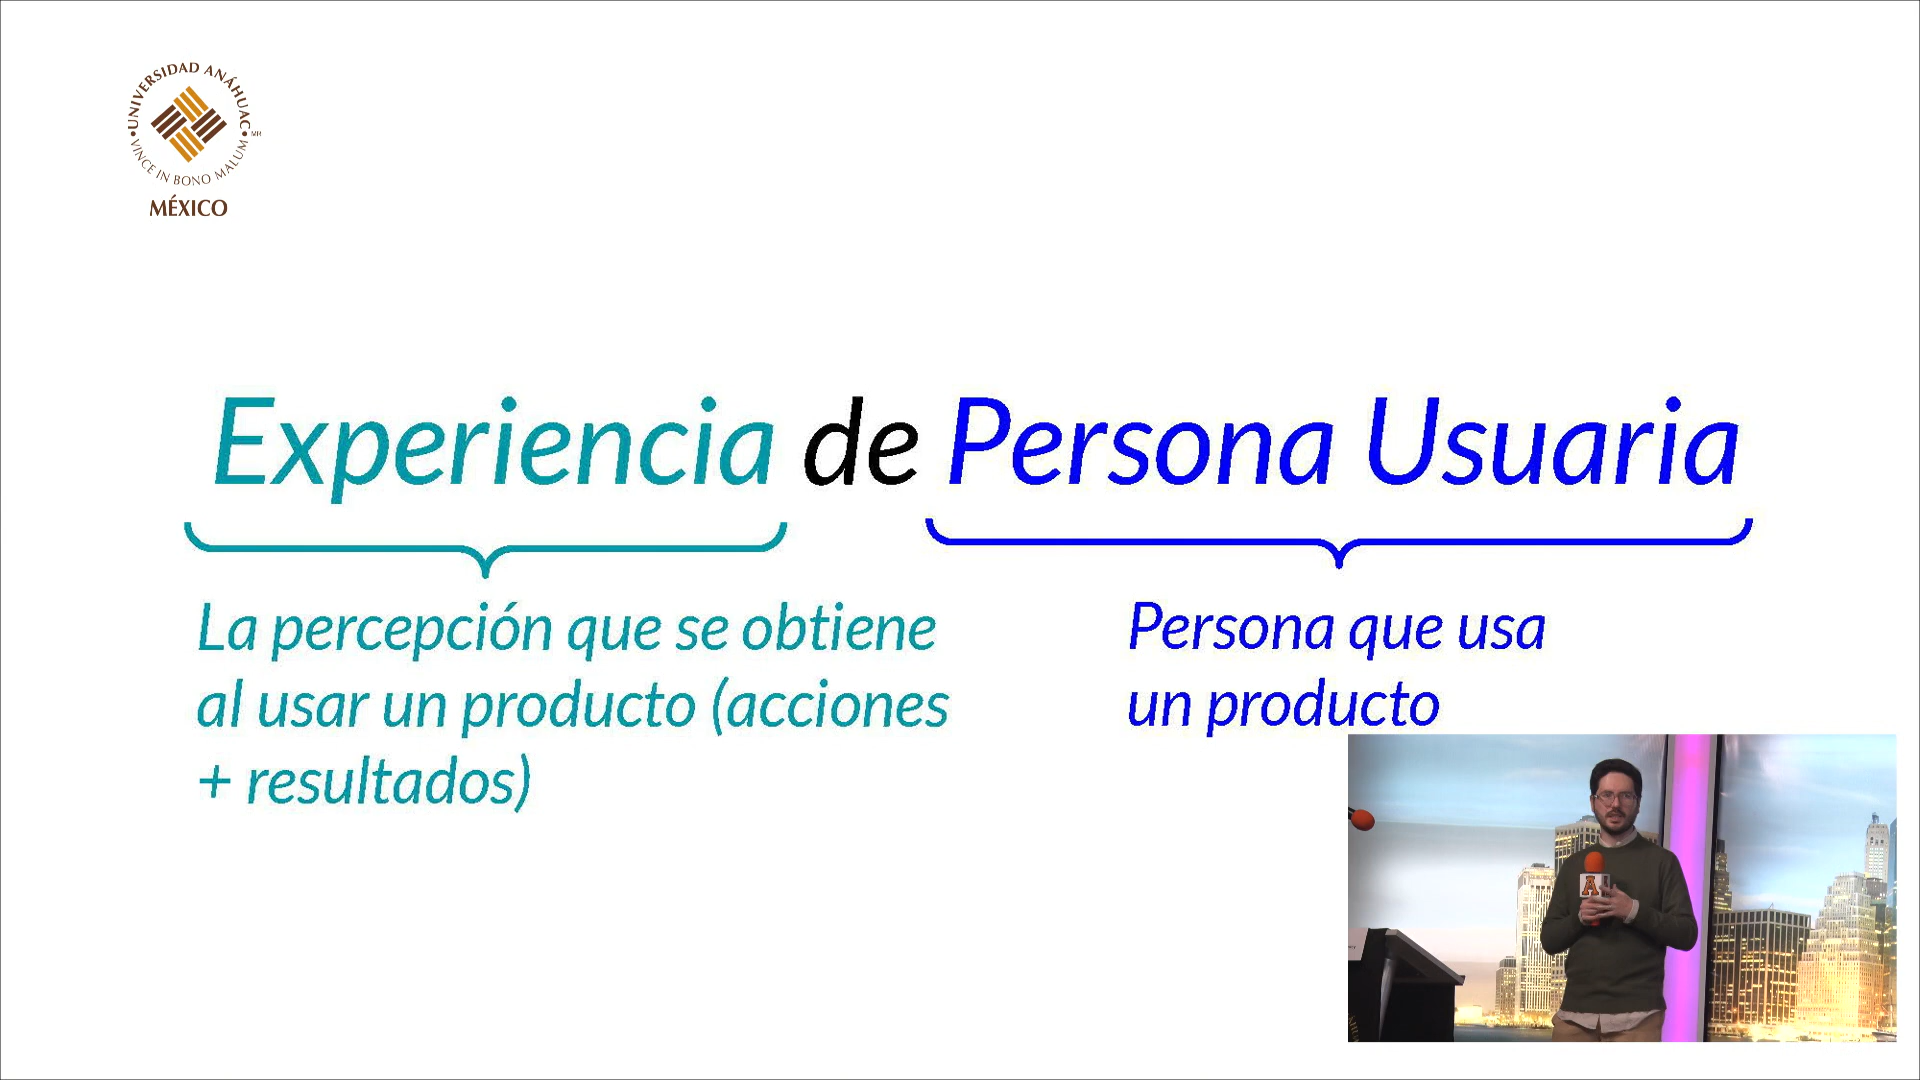 UNIVERSIDAD ANÁHUAC
MR
VINCE IN BONO MALUM
MÉXICO
Experiencia de Persona Usuaria
La percepción que se obtiene
al usar un producto (acciones
+ resultados)
Persona que usa
un producto
A